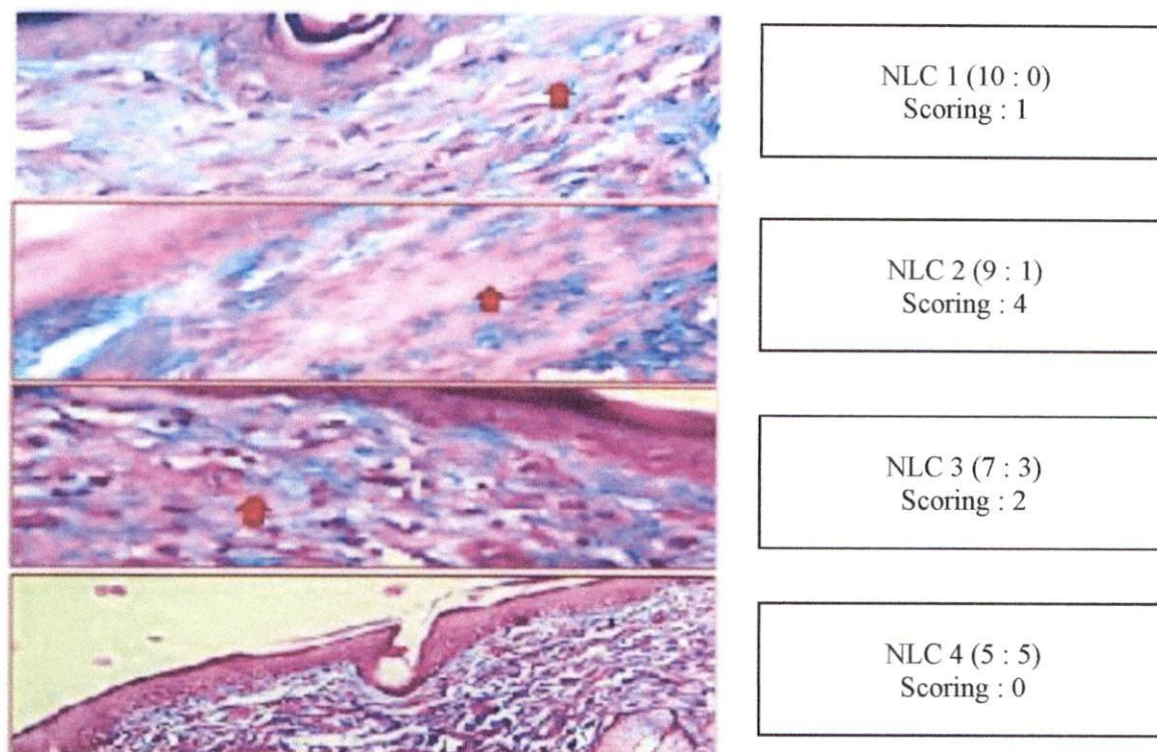 NLC 1 (10 : 0)
Scoring : 1
NLC 2 (9 : 1)
Scoring : 4
NLC 3 (7 : 3)
Scoring : 2
NLC 4 (5 : 5)
Scoring : 0